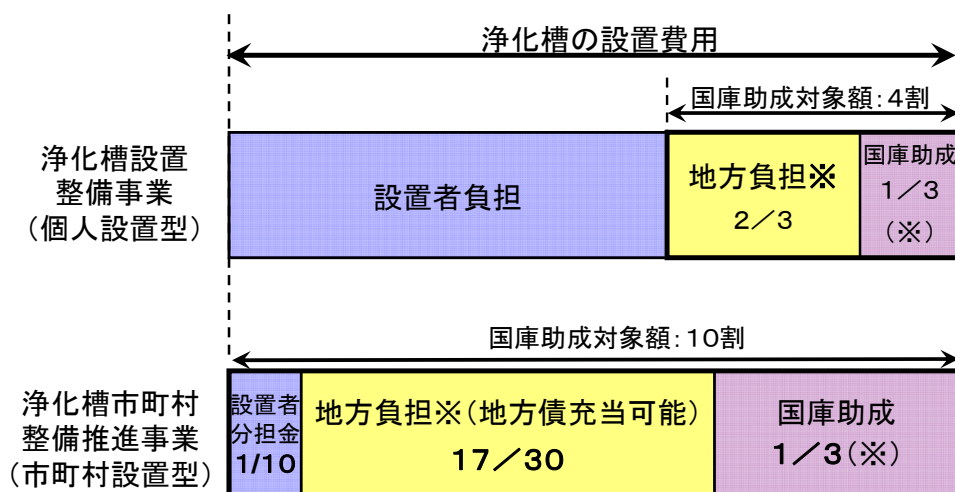 浄化槽の設置費用
国庫助成対象額：4割
浄化槽設置
整備事業
（個人設置型）
設置者負担
地方負担※
2／3
国庫助成
1／3
（※）
国庫助成対象額：10割
浄化槽市町村
整備推進事業
（市町村設置型）
設置者
分担金
1/10
地方負担※（地方債充当可能）
17／30
国庫助成
1／3（※）